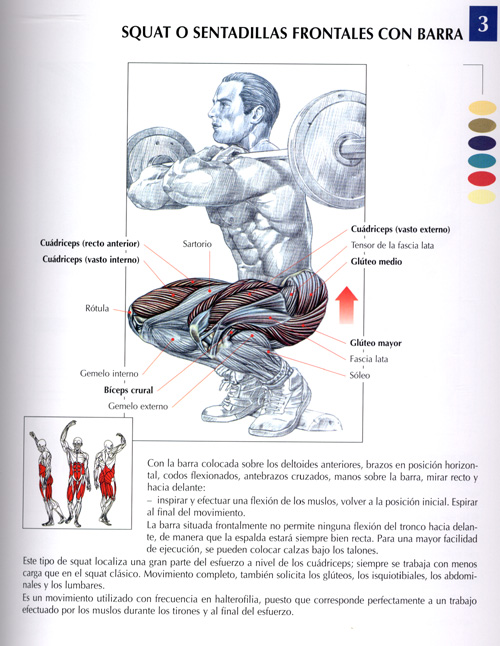 SQUAT O SENTADILLAS FRONTALES CON BARRA
3
Cuádriceps (recto anterior)
Cuádriceps (vasto interno)
Sartorio
Cuádriceps (vasto externo)
Tensor de la fascia lata
Glúteo medio
Rótula
Gemelo interno
Bíceps crural
Gemelo externo
Glúteo mayor
Fascia lata
Sóleo
Con la barra colocada sobre los deltoides anteriores, brazos en posición horizon-
tal, codos flexionados, antebrazos cruzados, manos sobre la barra, mirar recto y
hacia delante:
– inspirar y efectuar una flexión de los muslos, volver a la posición inicial. Espirar
al final del movimiento.
La barra situada frontalmente no permite ninguna flexión del tronco hacia delan-
te, de manera que la espalda estará siempre bien recta. Para una mayor facilidad
de ejecución, se pueden colocar calzas bajo los talones.
Este tipo de squat localiza una gran parte del esfuerzo a nivel de los cuádriceps; siempre se trabaja con menos
carga que en el squat clásico. Movimiento completo, también solicita los glúteos, los isquiotibiales, los abdomi-
nales y los lumbares.
Es un movimiento utilizado con frecuencia en halterofilia, puesto que corresponde perfectamente a un trabajo
efectuado por los muslos durante los tirones y al final del esfuerzo.